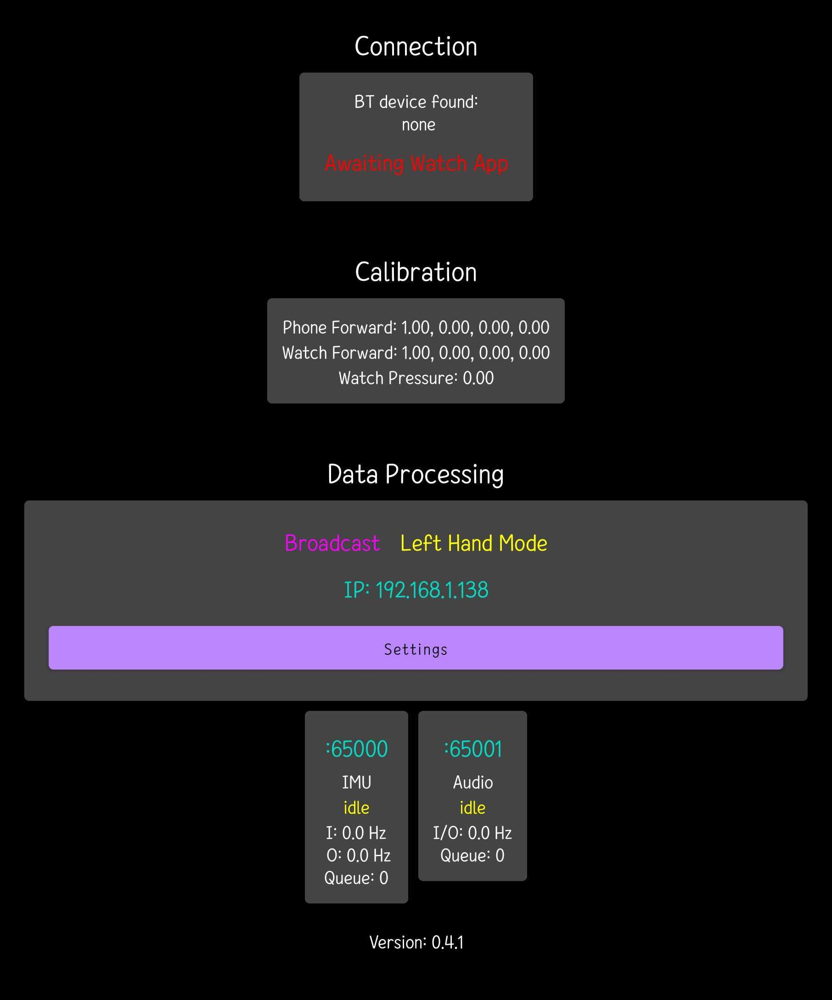 Connection
BT device found:
none
Awaiting Watch App
Calibration
Phone Forward: 1.00, 0.00, 0.00, 0.00
Watch Forward: 1.00, 0.00, 0.00, 0.00
Watch Pressure: 0.00
Data Processing
Broadcast Left Hand Mode
IP: 192.168.1.138
Settings
:65000
IMU
idle
I: 0.0 Hz
O: 0.0 Hz
Queue: 0
:65001
Audio
idle
I/O: 0.0 Hz
Queue: 0
Version: 0.4.1